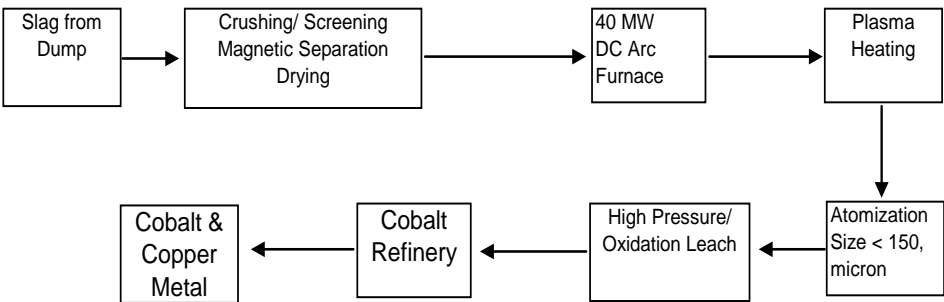 Slag from
Dump
Crushing/ Screening
Magnetic Separation
Drying
40 MW
DC Arc
Furnace
Plasma
Heating
Atomization
Size < 150,
micron
High Pressure/
Oxidation Leach
Cobalt
Refinery
Cobalt &
Copper
Metal